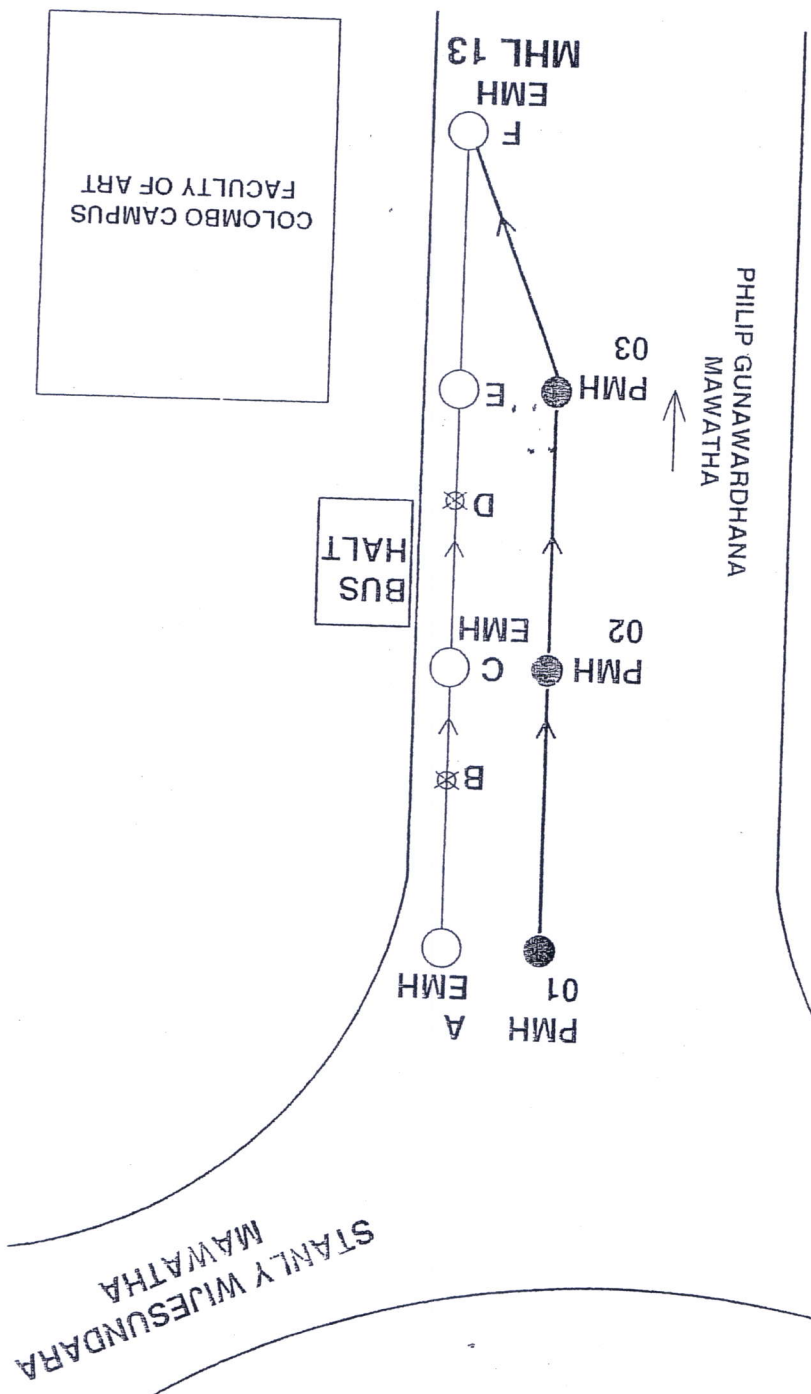 STANLY WIJESUNDARA
MAWATHA
PMH
01
A
EMH
B
PMH
02
C
EMH
BUS
HALT
D
PMH
03
E
PHILIP GUNAWARDHANA
MAWATHA
COLOMBO CAMPUS
FACULTY OF ART
F
EMH
MHL 13